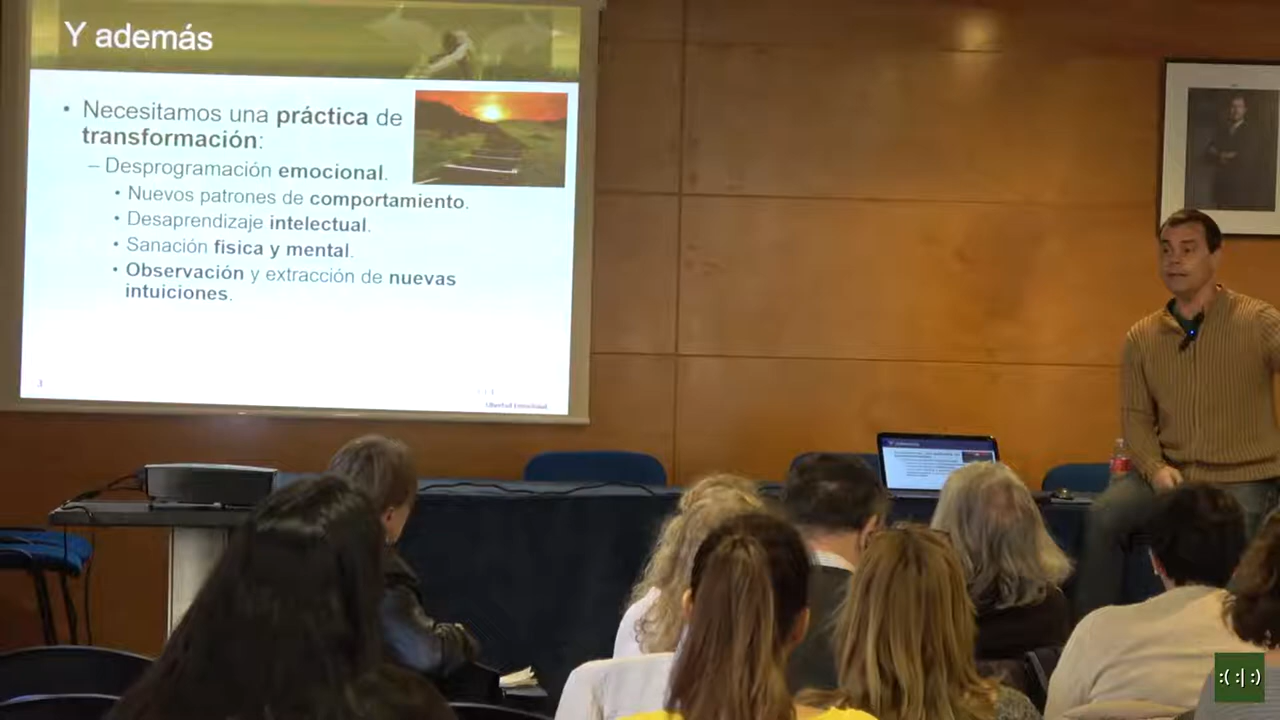 Y además
• Necesitamos una práctica de
transformación:
– Desprogramación emocional.
• Nuevos patrones de comportamiento.
• Desaprendizaje intelectual.
• Sanación física y mental.
• Observación y extracción de nuevas
intuiciones.
Libertad Emocional
:( :| :)